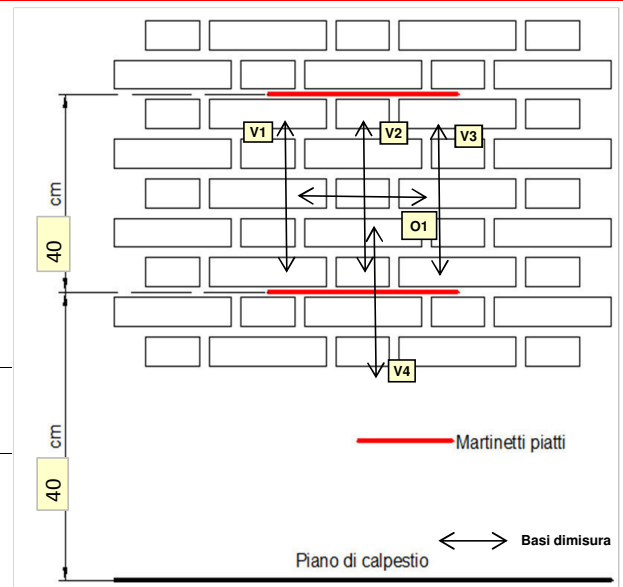 V1
V2
V3
cm
40
O1
V4
cm
40
Martinetti piatti
Basi dimisura
Piano di calpestio